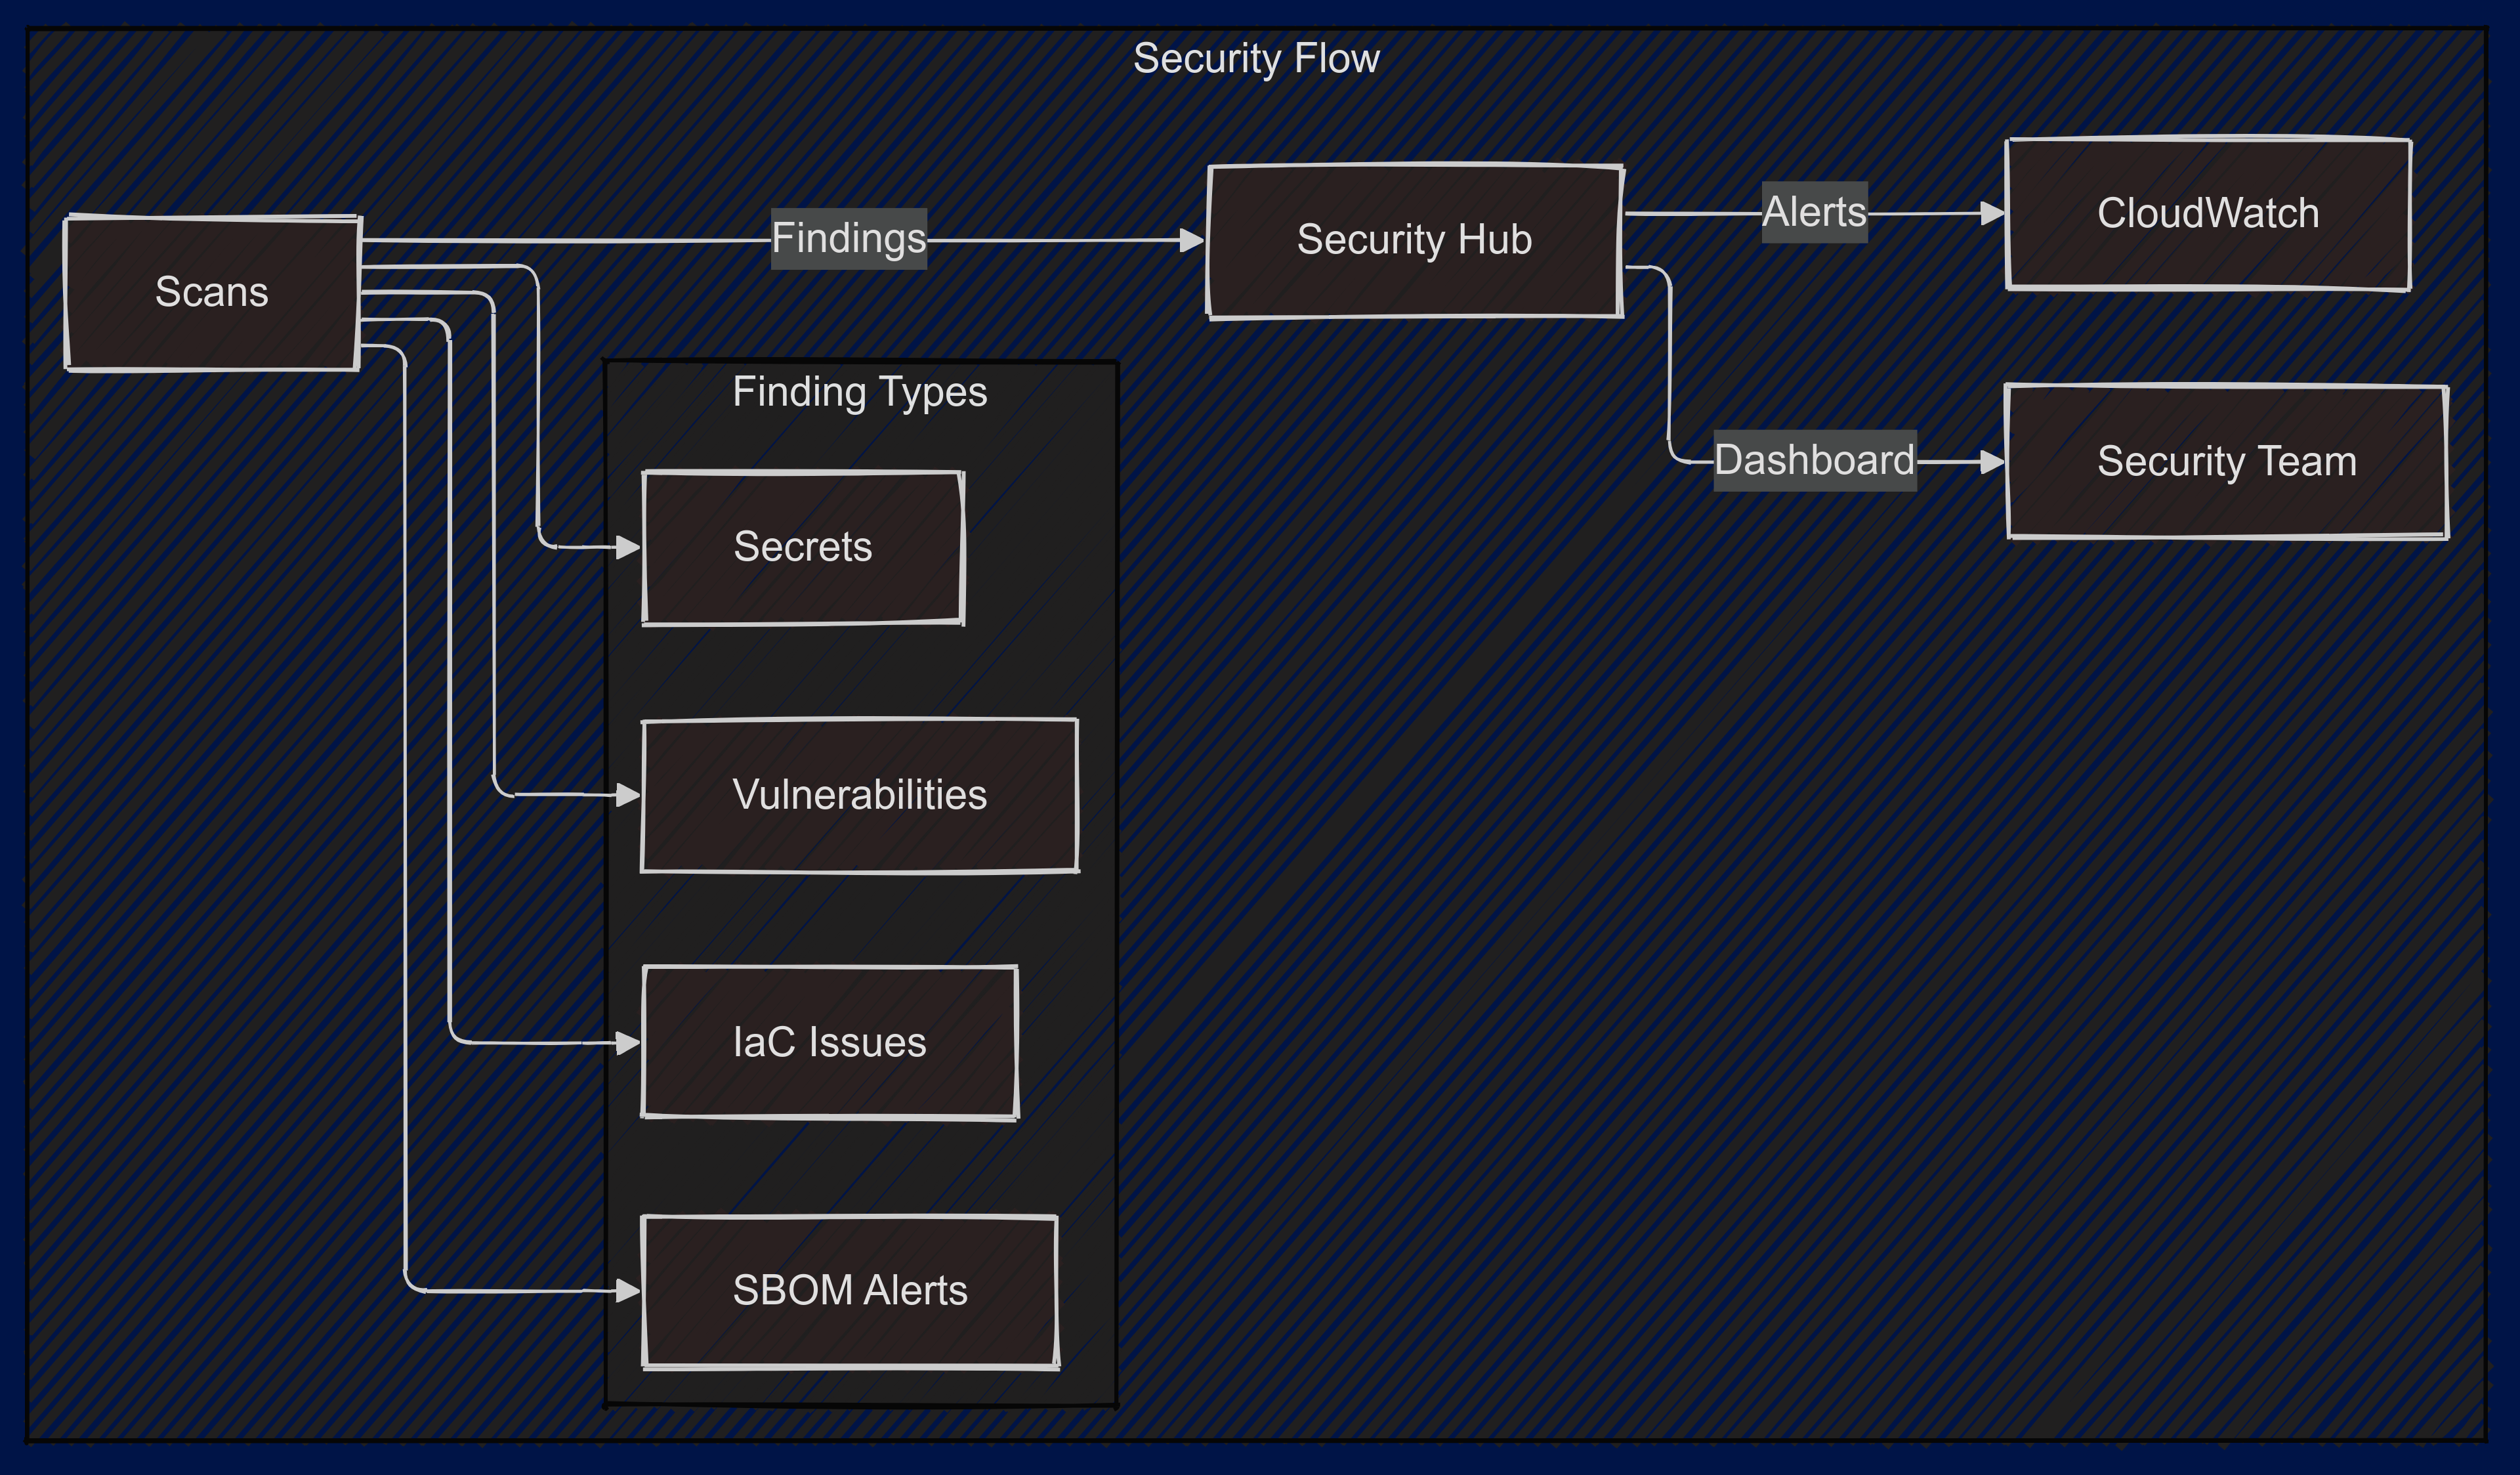 Security Flow
Scans
Findings
Security Hub
Alerts
CloudWatch
Dashboard
Security Team
Finding Types
Secrets
Vulnerabilities
IaC Issues
SBOM Alerts